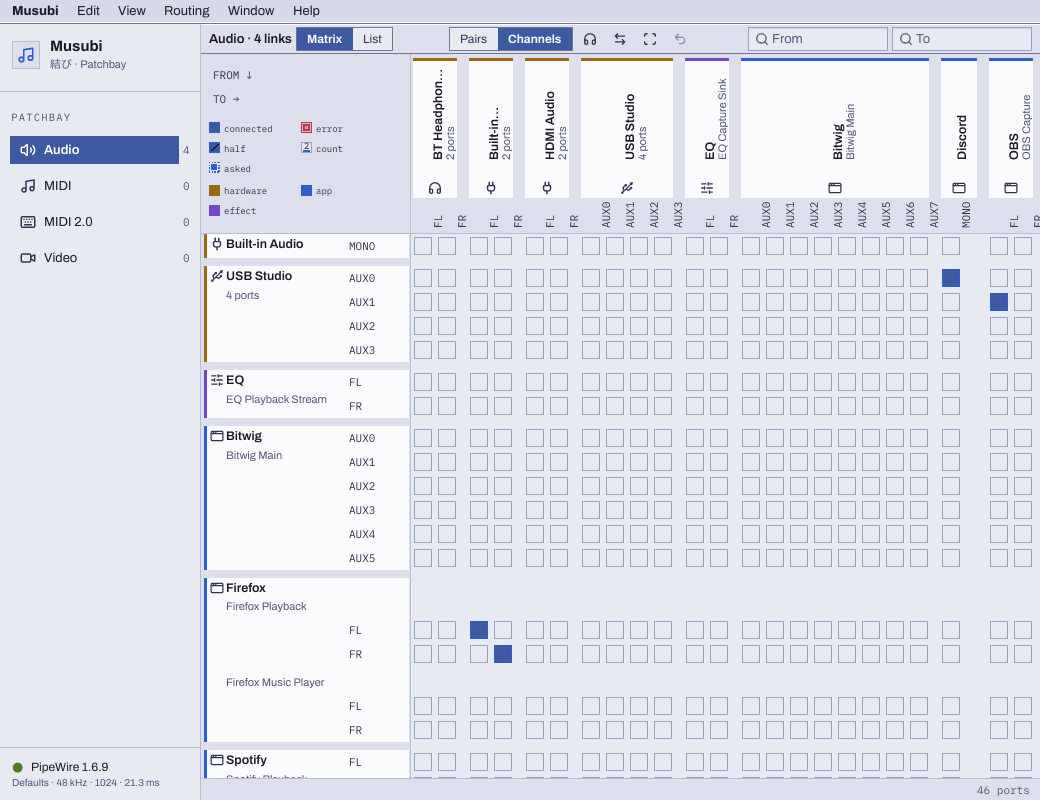 Musubi Edit View Routing Window Help
Musubi
結び · Patchbay
PATCHBAY
Audio 4
MIDI 0
MIDI 2.0 0
Video 0
PipeWire 1.6.9
Defaults · 48 kHz · 1024 · 21.3 ms
Audio · 4 links Matrix List Pairs Channels From To
FROM ↓
TO →
connected error
half 2 count
asked
hardware app
effect
BT Headphon…
2 ports
Built-in…
2 ports
HDMI Audio
2 ports
USB Studio
4 ports
EQ
EQ Capture Sink
Bitwig
Bitwig Main
Discord
OBS
OBS Capture
FL FR FL FR FL FR AUX0 AUX1 AUX2 AUX3 FL FR AUX0 AUX1 AUX2 AUX3 AUX4 AUX5 AUX6 AUX7 MONO FL FR
Built-in Audio MONO
USB Studio AUX0
4 ports AUX1
AUX2
AUX3
EQ FL
EQ Playback Stream FR
Bitwig AUX0
Bitwig Main AUX1
AUX2
AUX3
AUX4
AUX5
Firefox
Firefox Playback
FL
FR
Firefox Music Player
FL
FR
Spotify FL
Spotify Playback
46 ports